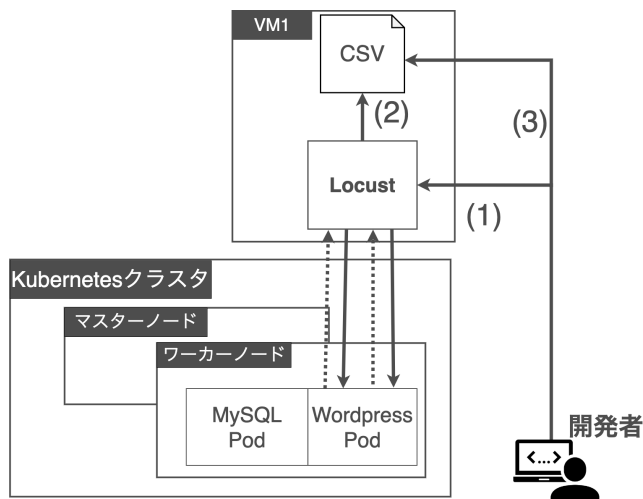 VM1
CSV
(2)
(3)
Locust
(1)
Kubernetesクラスタ
マスターノード
ワーカーノード
MySQL
Pod
Wordpress
Pod
開発者
<...>